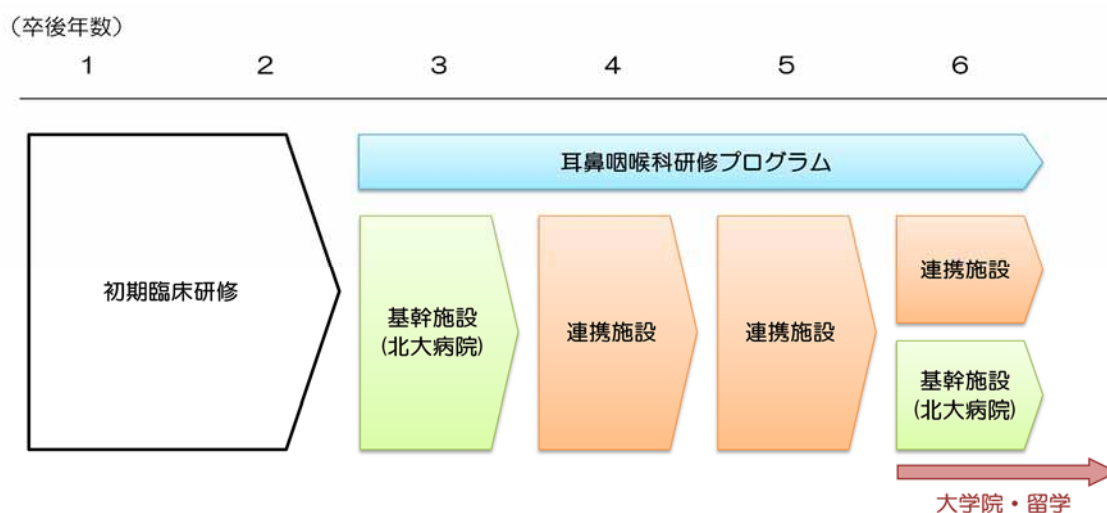 （卒後年数）
1 2 3 4 5 6
耳鼻咽喉科研修プログラム
初期臨床研修
基幹施設
(北大病院)
連携施設
連携施設
連携施設
基幹施設
(北大病院)
大学院・留学